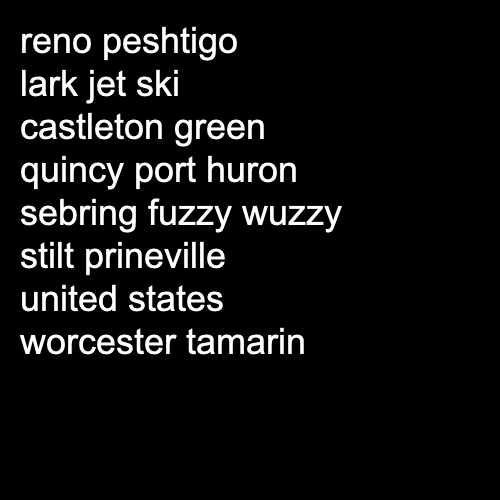 reno peshtigo
lark jet ski
castleton green
quincy port huron
sebring fuzzy wuzzy
stilt prineville
united states
worcester tamarin